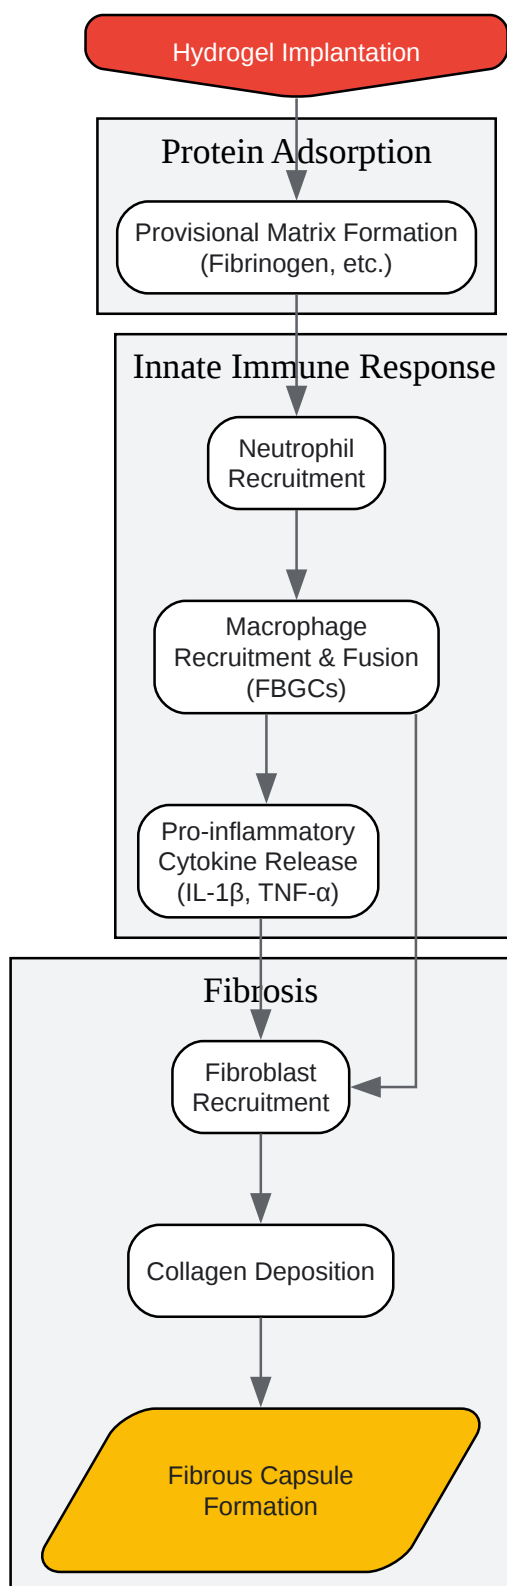 Hydrogel Implantation
Protein Adsorption
Provisional Matrix Formation
(Fibrinogen, etc.)
Innate Immune Response
Neutrophil
Recruitment
Macrophage
Recruitment & Fusion
(FBGCs)
Pro-inflammatory
Cytokine Release
(IL-1β, TNF-α)
Fibrosis
Fibroblast
Recruitment
Collagen Deposition
Fibrous Capsule
Formation